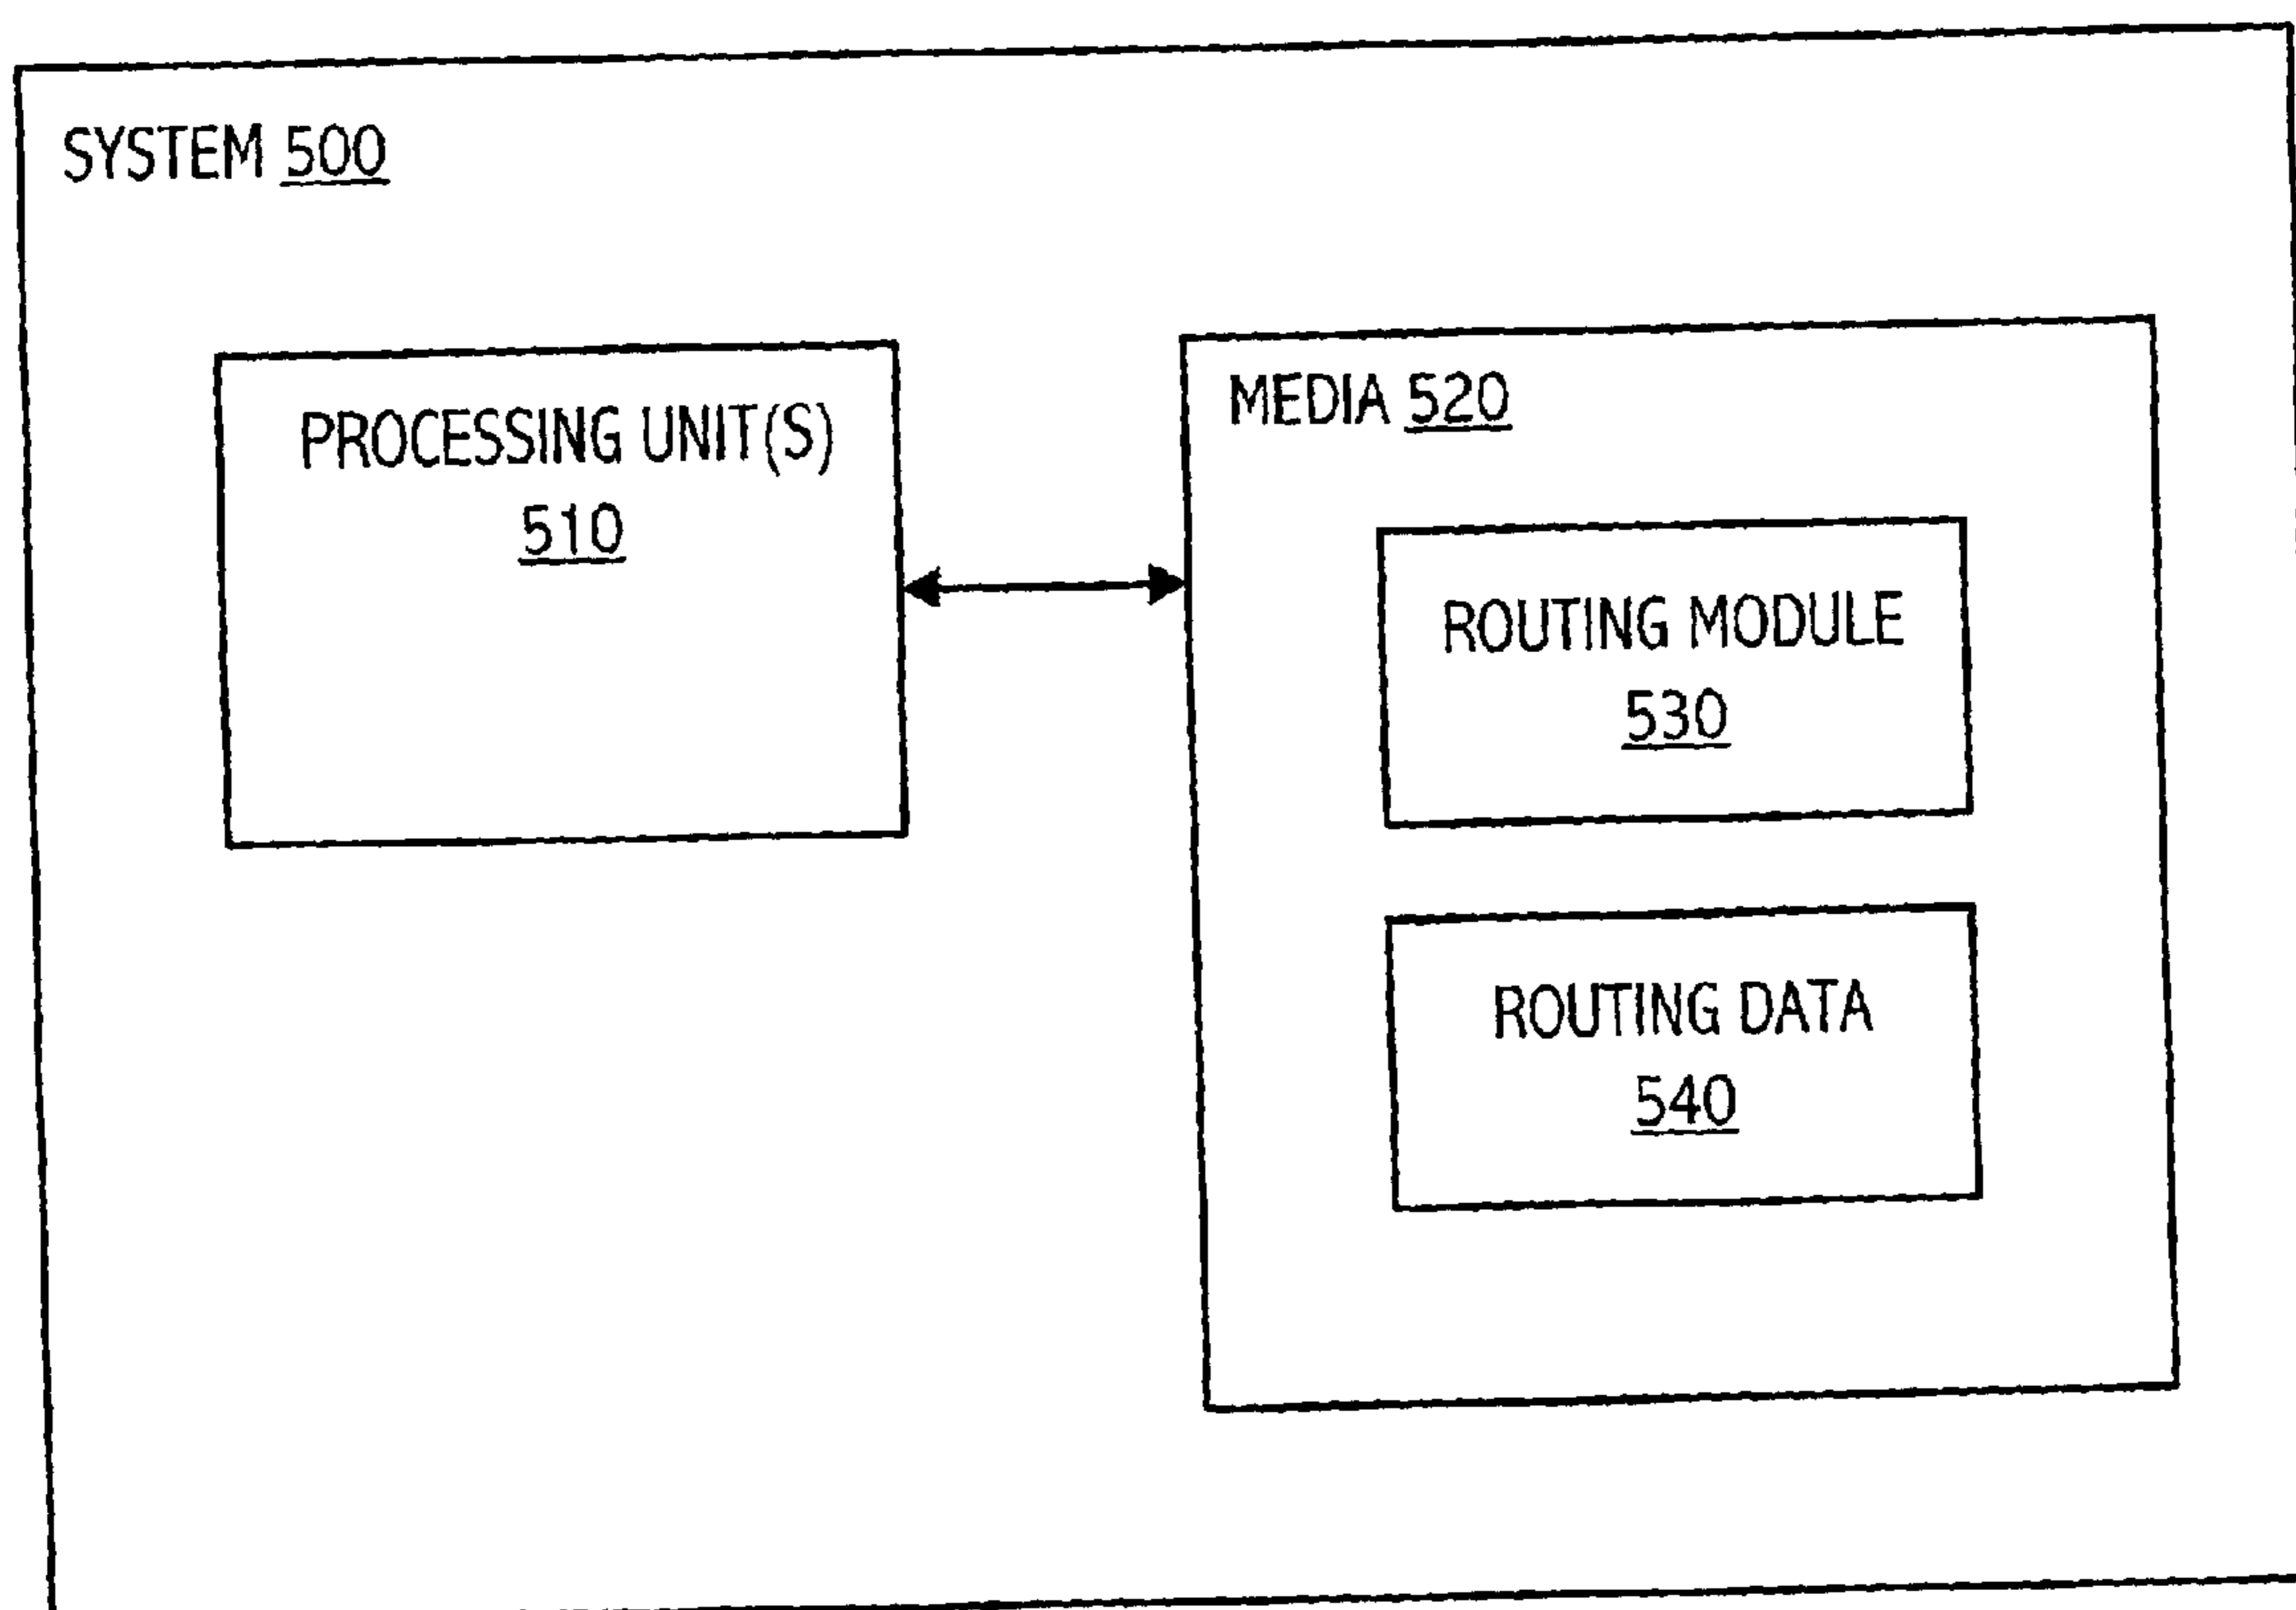 SYSTEM 500
PROCESSING UNIT(S)
510
MEDIA 520
ROUTING MODULE
530
ROUTING DATA
540